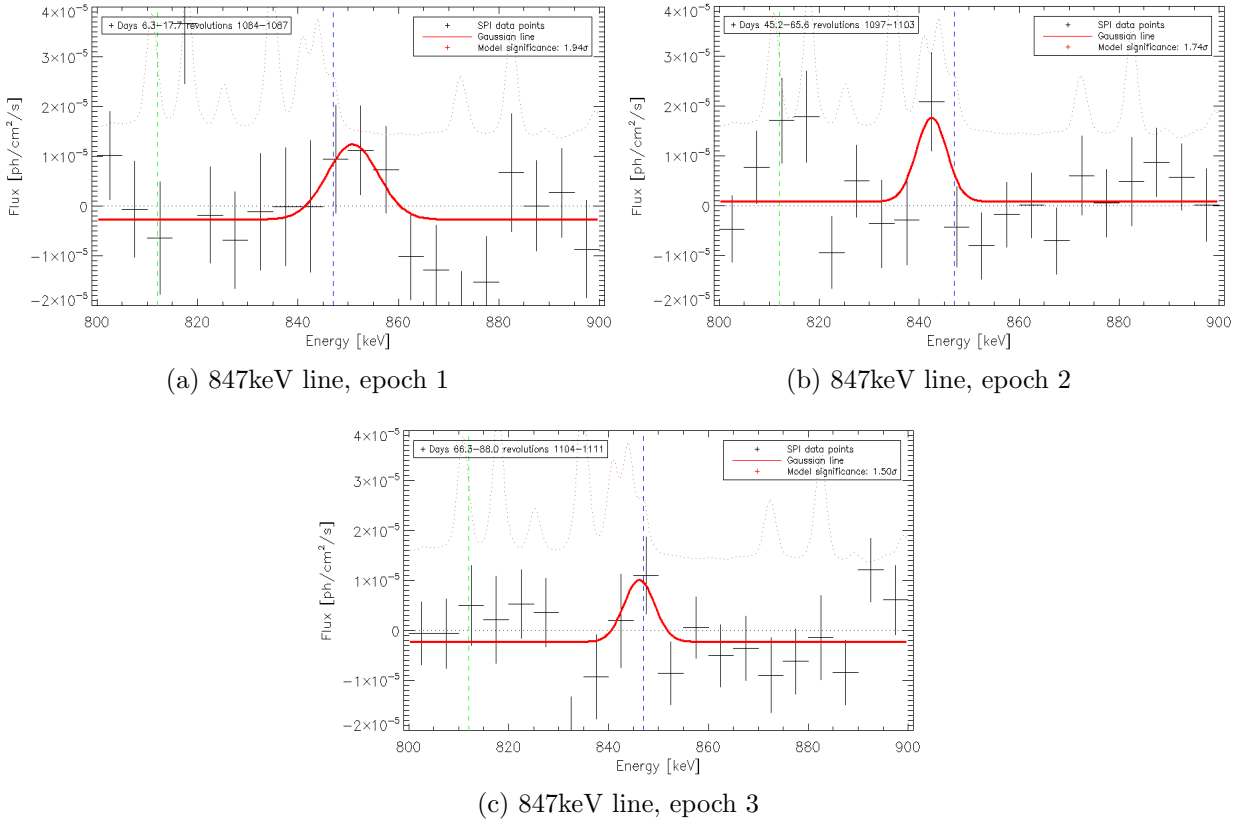 + Days 6.3-17.7 revolutions 1084-1087
+ SPI data points
Gaussian line
+ Model significance: 1.94σ
Flux [ph/cm²/s]
4×10⁻⁵
3×10⁻⁵
2×10⁻⁵
1×10⁻⁵
0
-1×10⁻⁵
-2×10⁻⁵
800 820 840 860 880 900
Energy [keV]
(a) 847keV line, epoch 1
+ Days 45.2-65.6 revolutions 1097-1103
SPI data points +
Gaussian line
Model significance: 1.74σ
Flux [ph/cm²/s]
4×10⁻⁵
3×10⁻⁵
2×10⁻⁵
1×10⁻⁵
0
-1×10⁻⁵
-2×10⁻⁵
800 820 840 860 880 900
Energy [keV]
(b) 847keV line, epoch 2
+ Days 66.3-88.0 revolutions 1104-1111
SPI data points
Gaussian line
Model significance: 1.50σ
Flux [ph/cm²/s]
4×10⁻⁵
3×10⁻⁵
2×10⁻⁵
1×10⁻⁵
0
-1×10⁻⁵
-2×10⁻⁵
800 820 840 860 880 900
Energy [keV]
(c) 847keV line, epoch 3